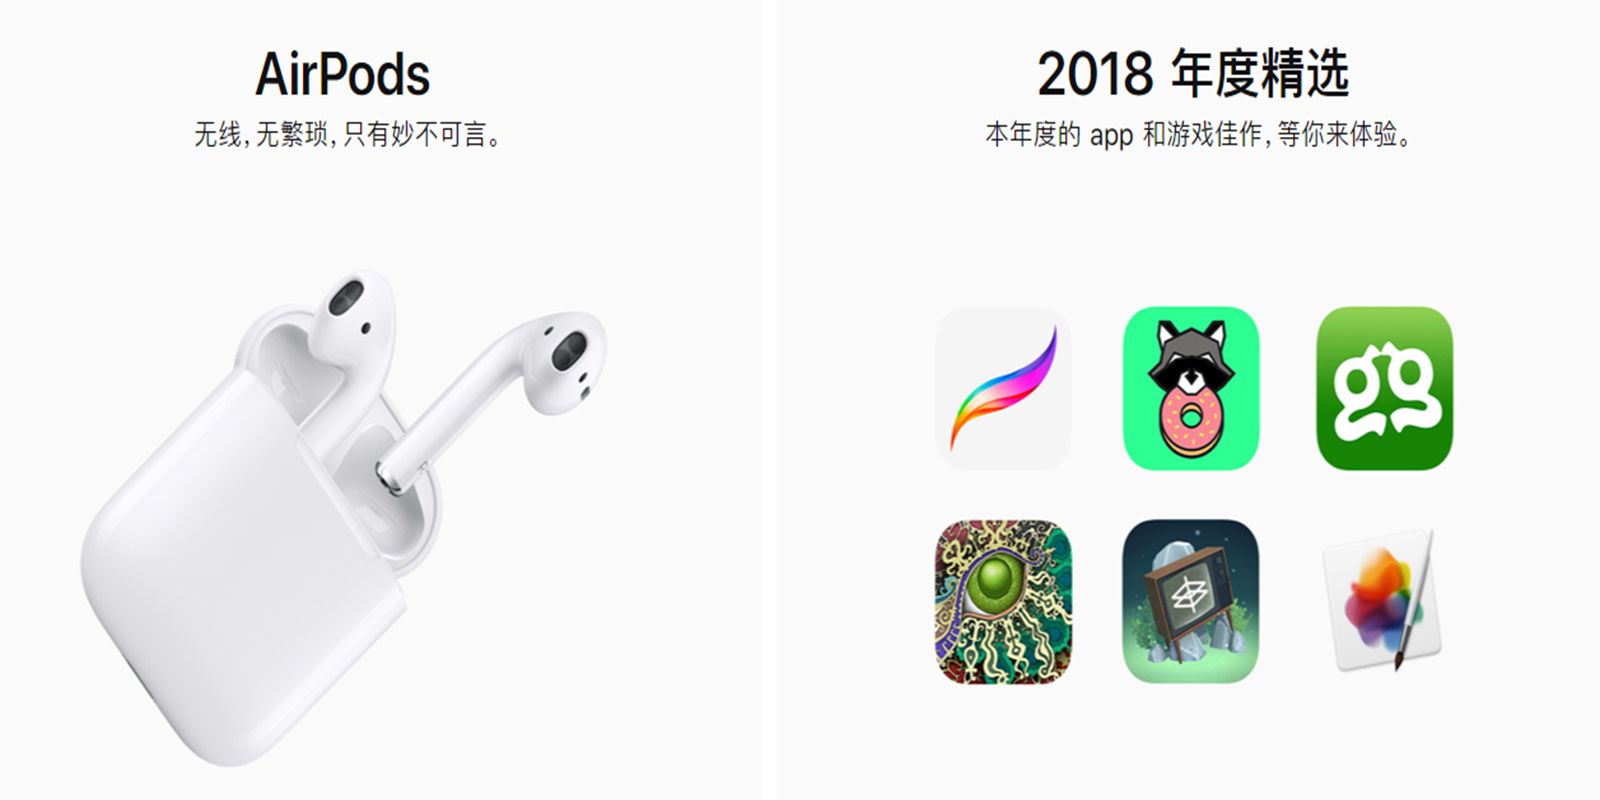 AirPods
无线，无繁琐，只有妙不可言。
2018 年度精选
本年度的 app 和游戏佳作，等你来体验。
gg